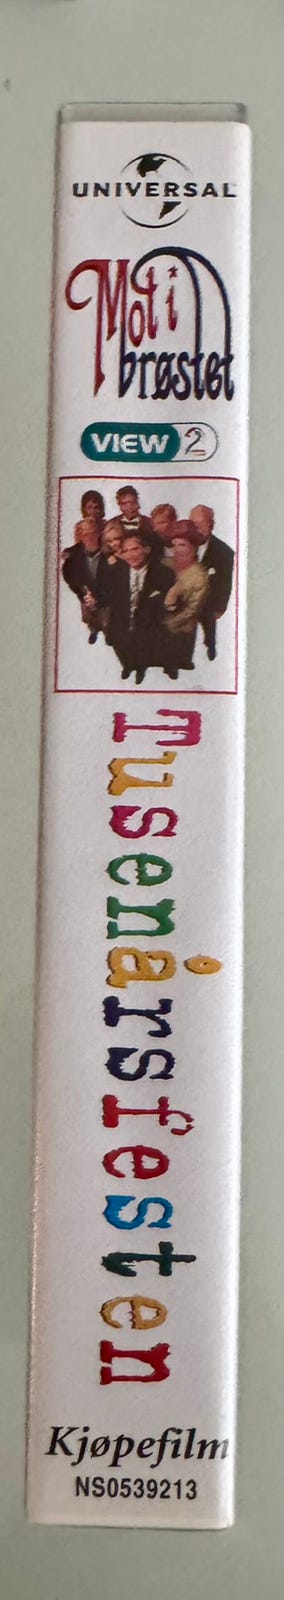 UNIVERSAL
Mot i
brøstet
VIEW 2
Tusenårsfesten
Kjøpefilm
NS0539213